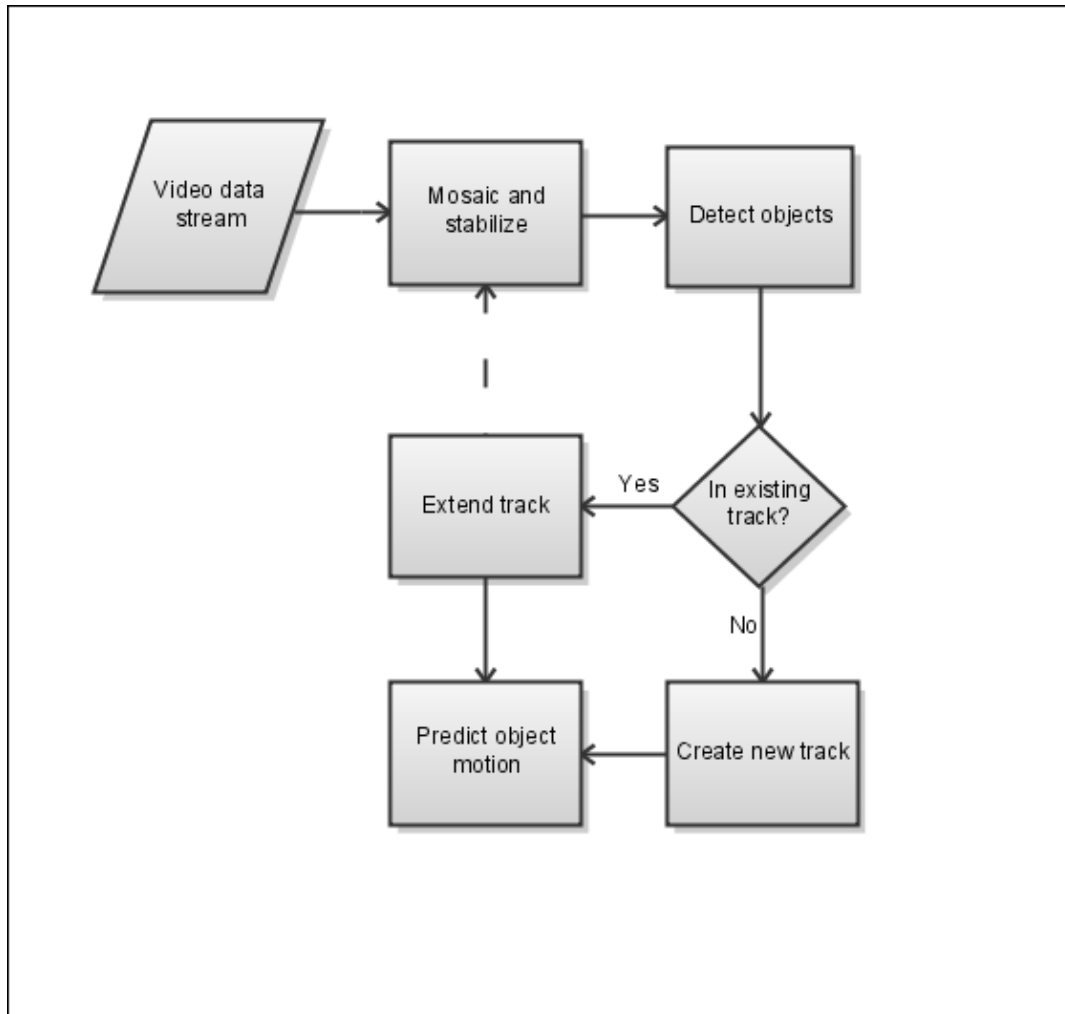 Video data
stream
Mosaic and
stabilize
Detect objects
In existing
track?
Yes
Extend track
No
Create new track
Predict object
motion